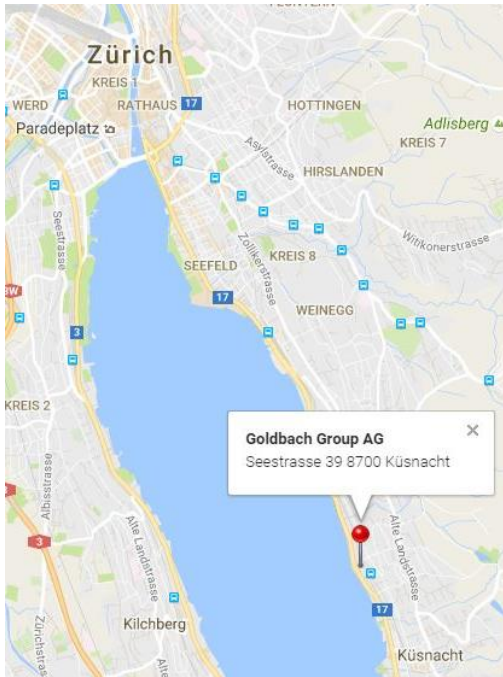 FLUNTERN
Zürich
KREIS 1
WERD
RATHAUS
17
HOTTINGEN
Paradeplatz
Adlisberg
KREIS 7
Asylstrasse
HIRSLANDEN
Seestrasse
Zollikerstrasse
Witikonerstrasse
KREIS 8
SEEFELD
17
WEINEGG
3
KREIS 2
Goldbach Group AG
Seestrasse 39 8700 Küsnacht
Albisstrasse
3
Alte Landstrasse
Alte Landstrasse
17
Kilchberg
Küsnacht